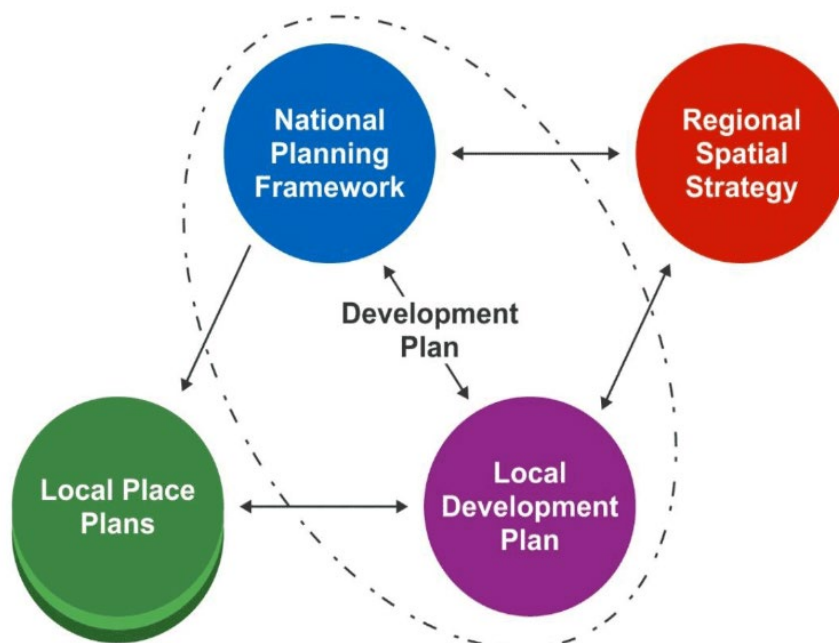 National
Planning
Framework
Regional
Spatial
Strategy
Development
Plan
Local Place
Plans
Local
Development
Plan